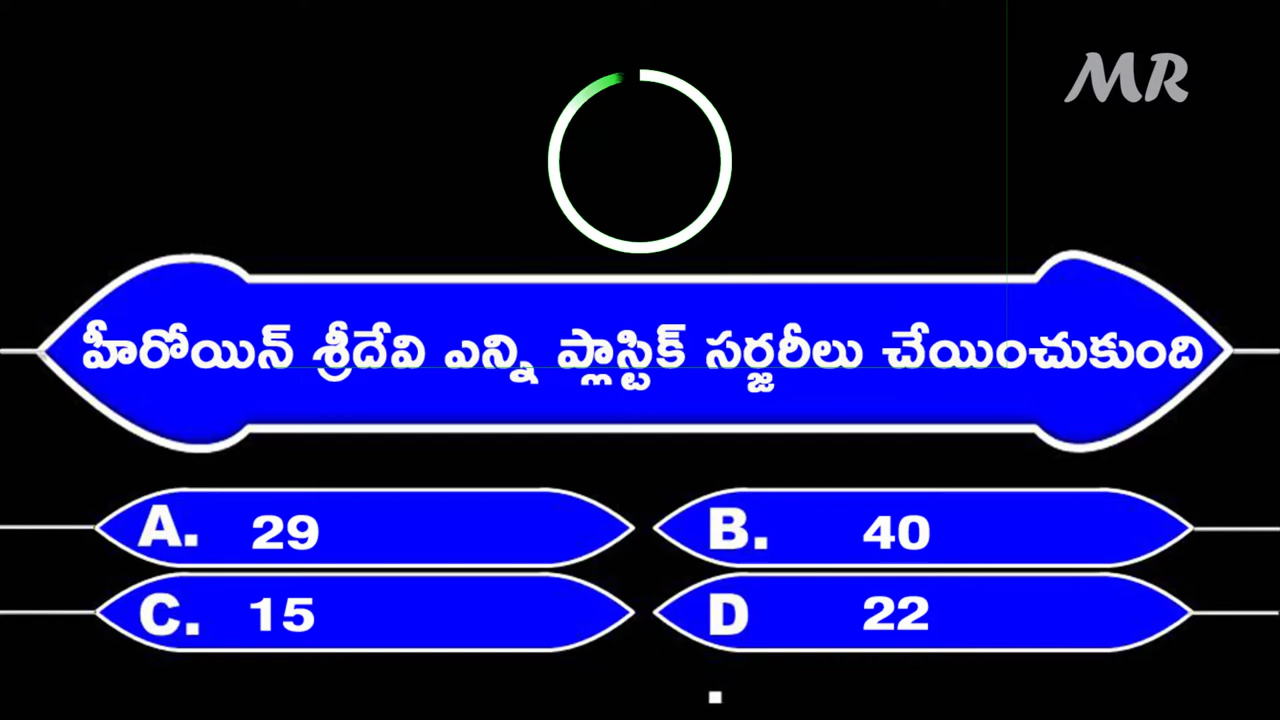 MR
హీరోయిన్ శ్రీదేవి ఎన్ని ప్లాస్టిక్ సర్జరీలు చేయించుకుంది
A. 29
B. 40
C. 15
D 22
.